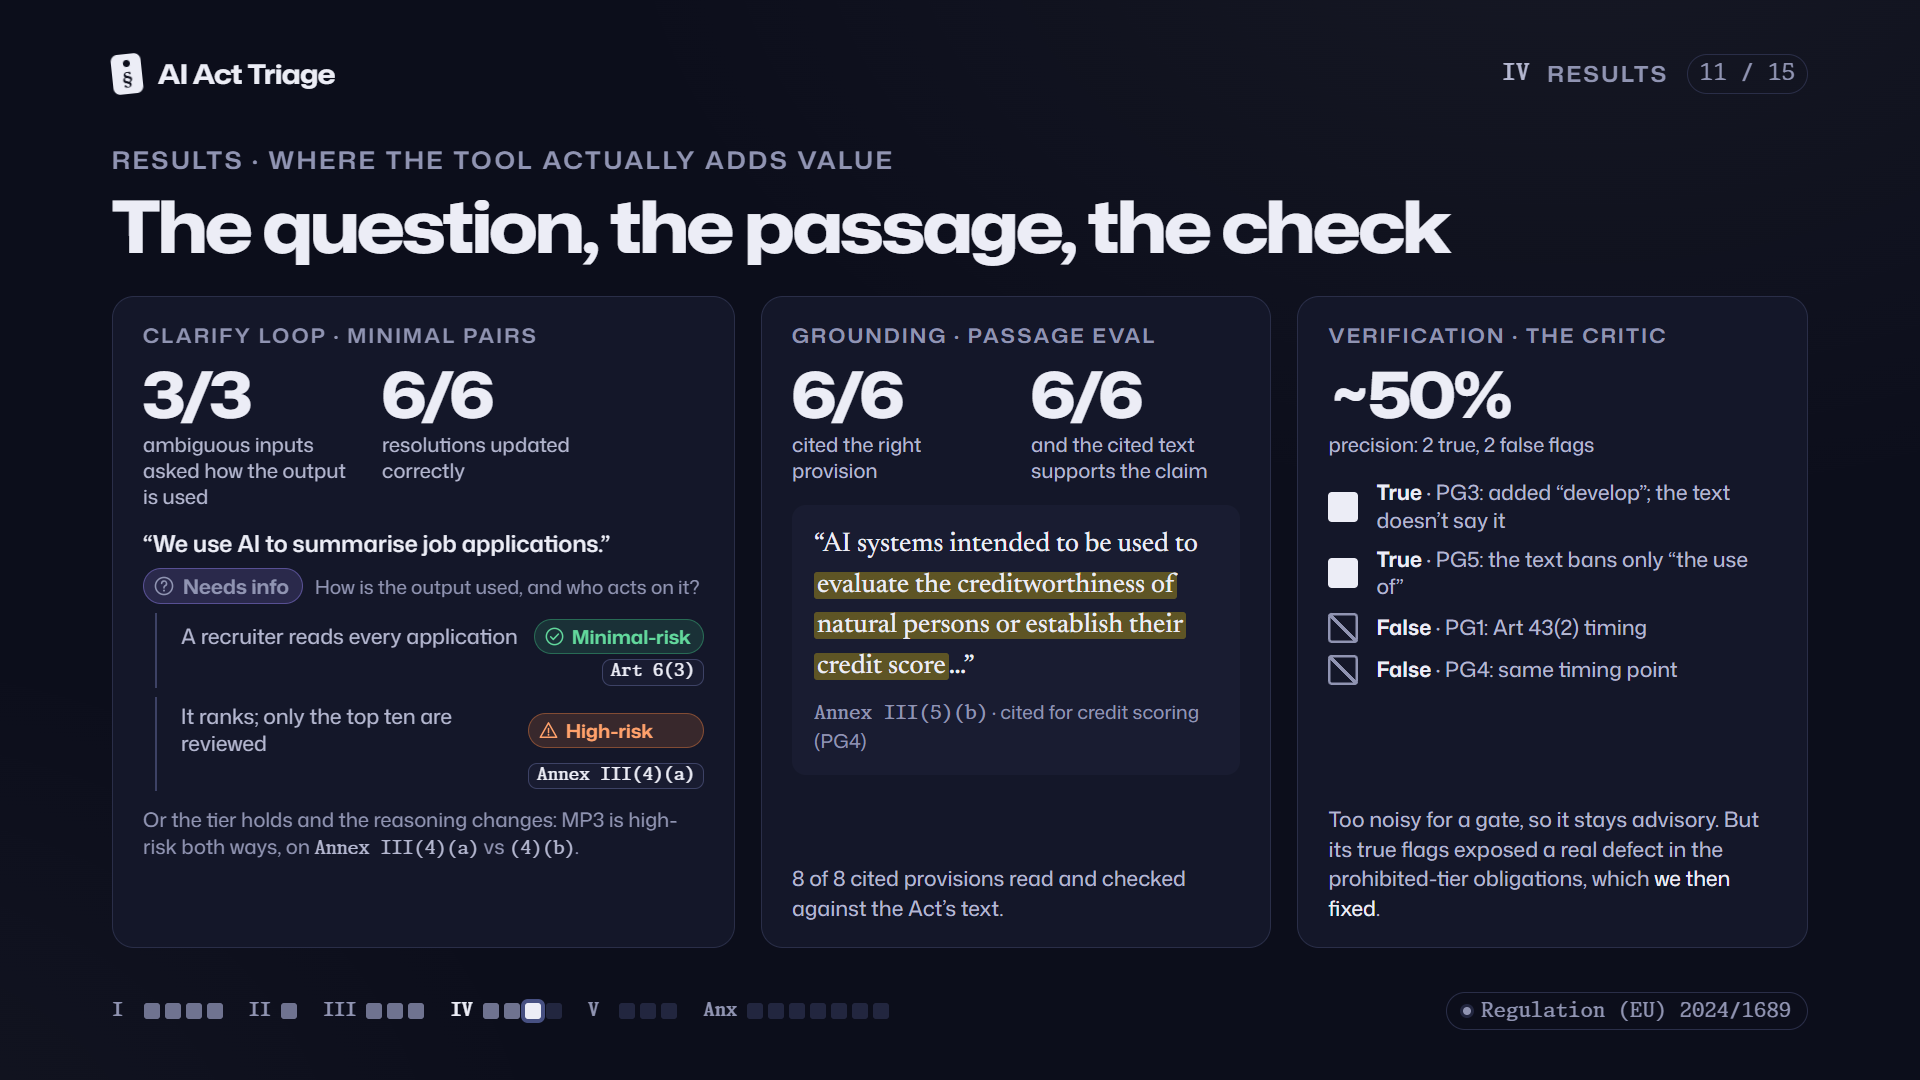 § AI Act Triage
IV RESULTS 11 / 15
RESULTS · WHERE THE TOOL ACTUALLY ADDS VALUE
The question, the passage, the check
CLARIFY LOOP · MINIMAL PAIRS
3/3
ambiguous inputs
asked how the output
is used
6/6
resolutions updated
correctly
“We use AI to summarise job applications.”
Needs info How is the output used, and who acts on it?
A recruiter reads every application Minimal-risk
Art 6(3)
It ranks; only the top ten are
reviewed
High-risk
Annex III(4)(a)
Or the tier holds and the reasoning changes: MP3 is high-
risk both ways, on Annex III(4)(a) vs (4)(b).
GROUNDING · PASSAGE EVAL
6/6
cited the right
provision
6/6
and the cited text
supports the claim
“AI systems intended to be used to
evaluate the creditworthiness of
natural persons or establish their
credit score…”
Annex III(5)(b) · cited for credit scoring
(PG4)
8 of 8 cited provisions read and checked
against the Act’s text.
VERIFICATION · THE CRITIC
~50%
precision: 2 true, 2 false flags
True · PG3: added “develop”; the text
doesn’t say it
True · PG5: the text bans only “the use
of”
False · PG1: Art 43(2) timing
False · PG4: same timing point
Too noisy for a gate, so it stays advisory. But
its true flags exposed a real defect in the
prohibited-tier obligations, which we then
fixed.
I II III IV V Anx
Regulation (EU) 2024/1689